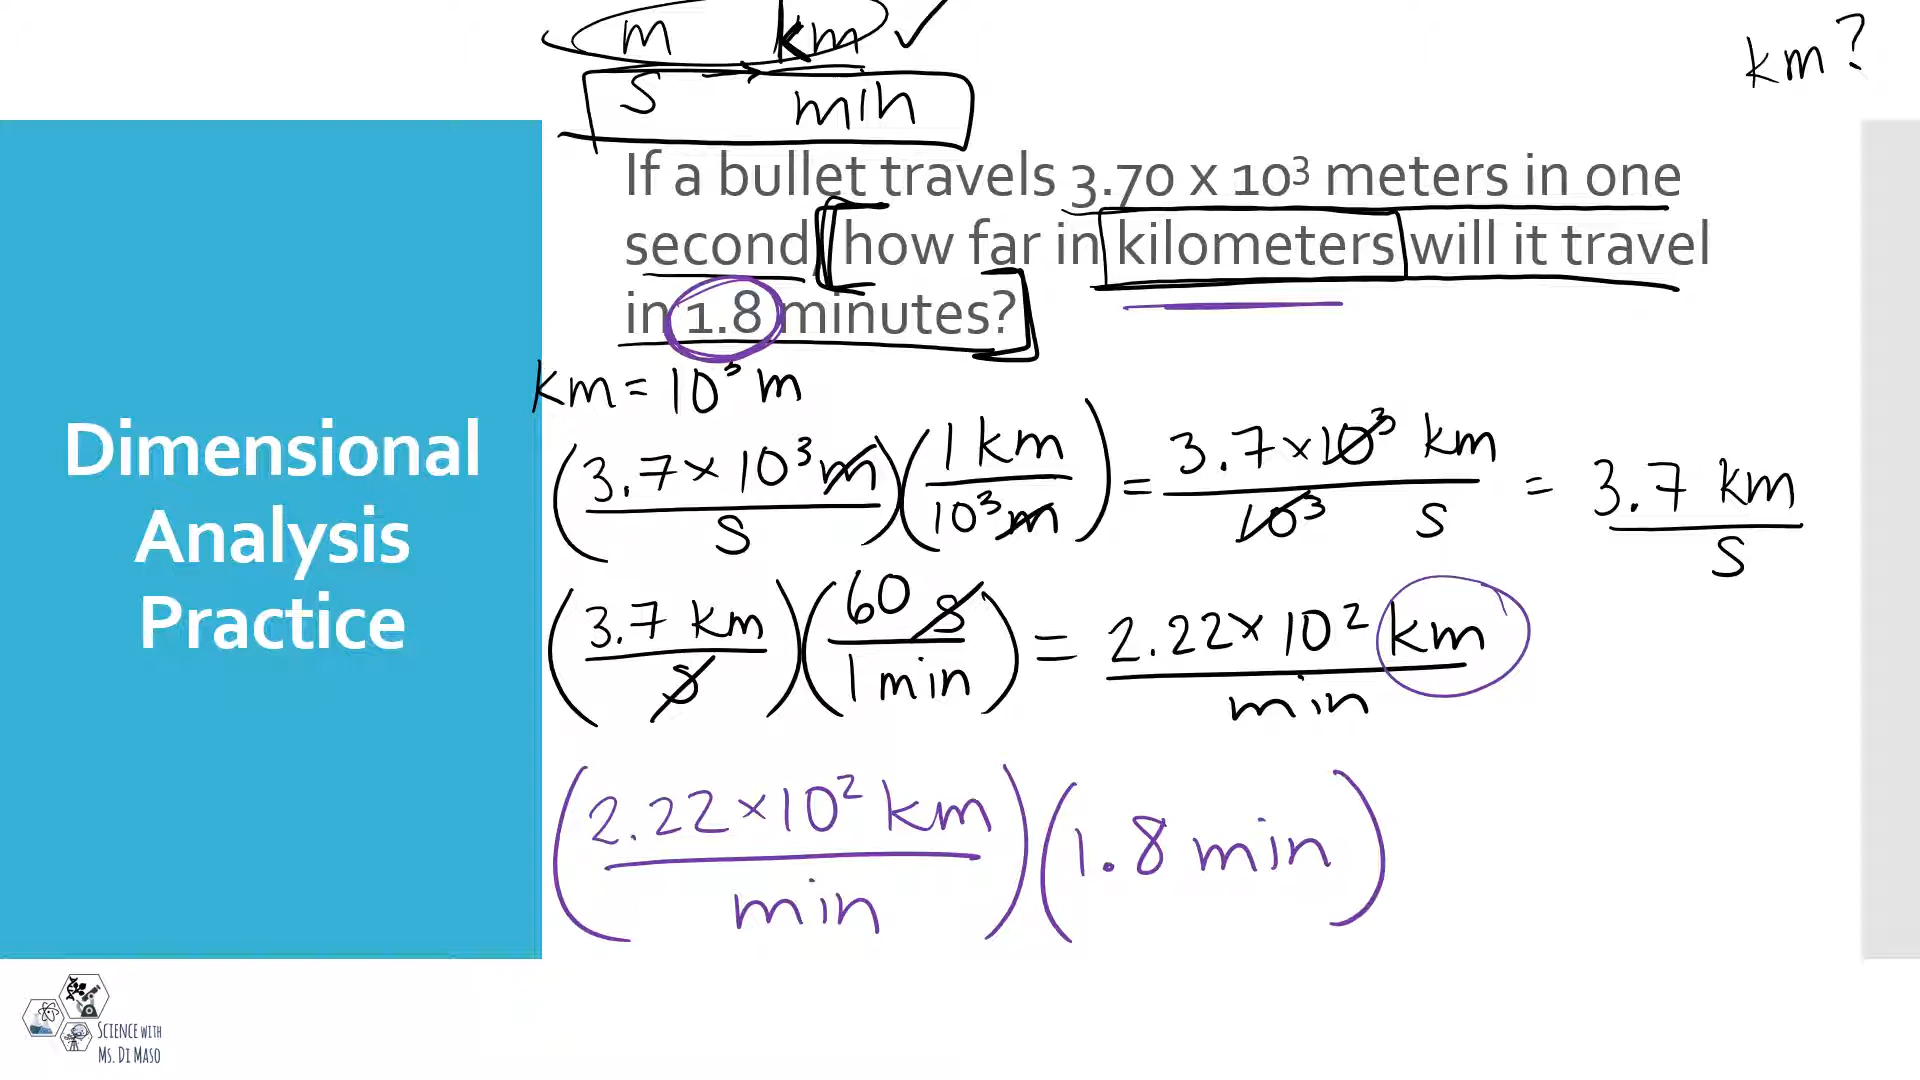 m → km ✓
s min
km?
If a bullet travels 3.70 x 10³ meters in one
second how far in kilometers will it travel
in 1.8 minutes?
Dimensional
Analysis
Practice
km = 10³ m
(3.7 × 10³ m / s)(1 km / 10³ m) = 3.7 × 10³ km / 10³ s = 3.7 km / s
(3.7 km / s)(60 s / 1 min) = 2.22 × 10² km / min
(2.22 × 10² km / min)(1.8 min)
SCIENCE WITH
MS. DI MASO